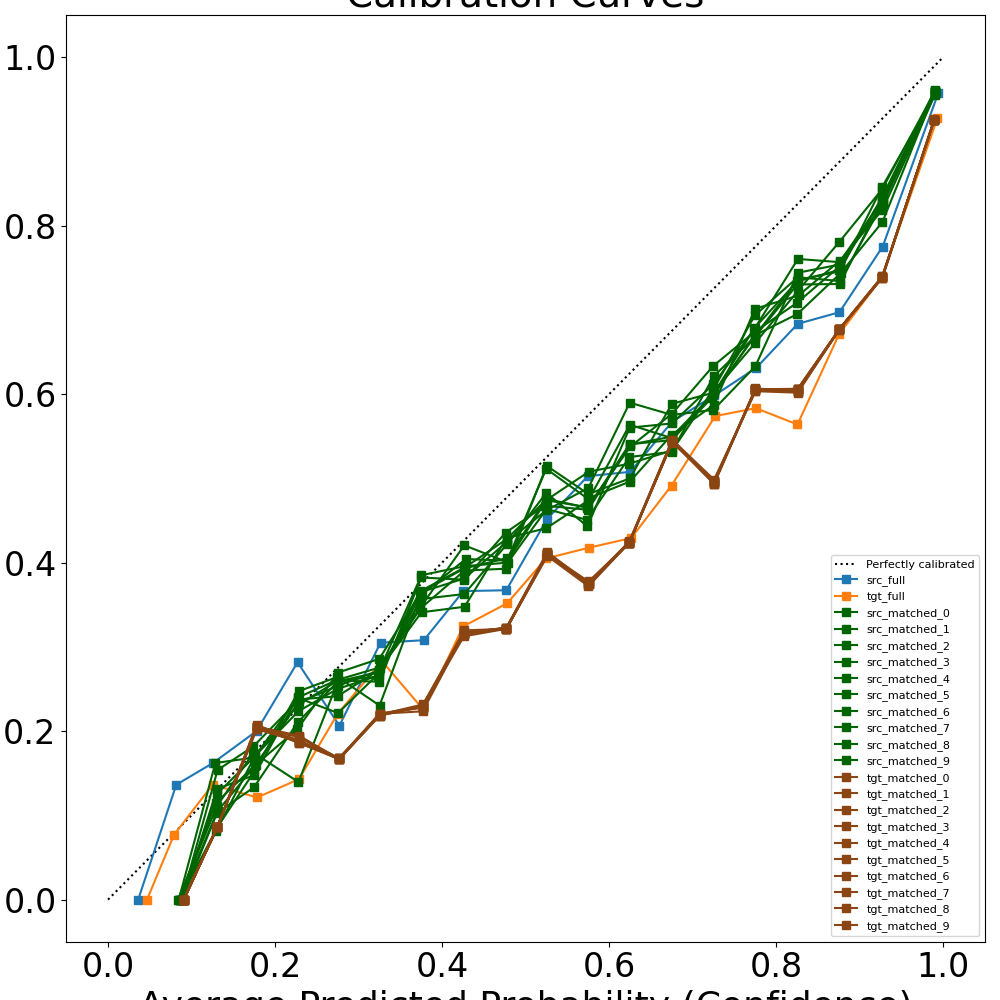 Calibration Curves
1.0
0.8
0.6
0.4
0.2
0.0
0.0 0.2 0.4 0.6 0.8 1.0
Average Predicted Probability (Confidence)
Perfectly calibrated
src_full
tgt_full
src_matched_0
src_matched_1
src_matched_2
src_matched_3
src_matched_4
src_matched_5
src_matched_6
src_matched_7
src_matched_8
src_matched_9
tgt_matched_0
tgt_matched_1
tgt_matched_2
tgt_matched_3
tgt_matched_4
tgt_matched_5
tgt_matched_6
tgt_matched_7
tgt_matched_8
tgt_matched_9